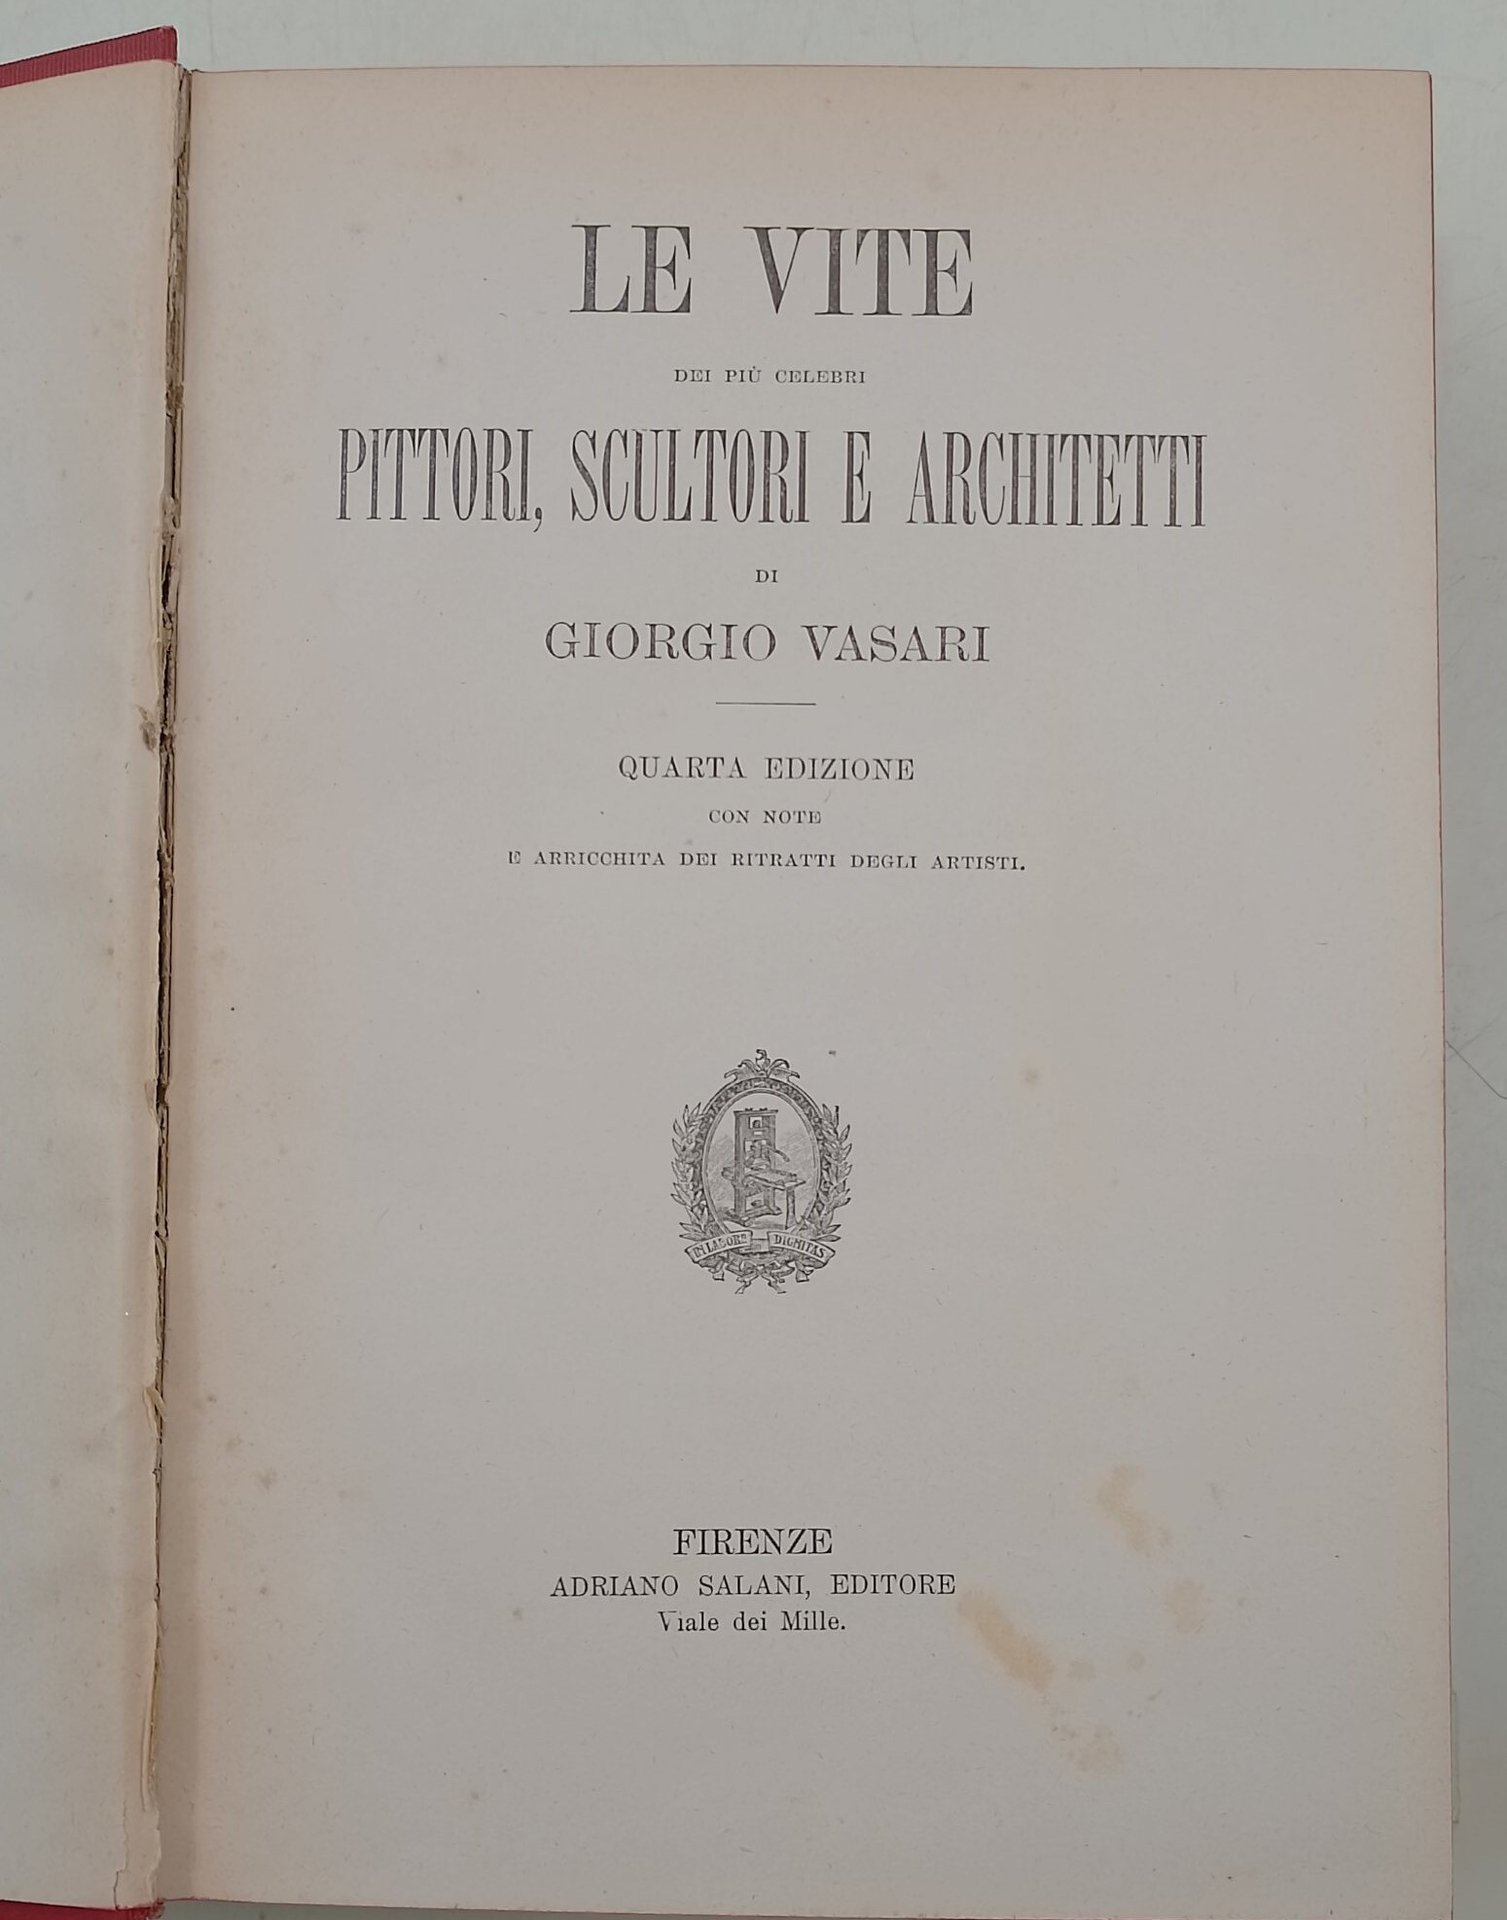 LE VITE
DEI PIÙ CELEBRI
PITTORI, SCULTORI E ARCHITETTI
DI
GIORGIO VASARI
QUARTA EDIZIONE
CON NOTE
E ARRICCHITA DEI RITRATTI DEGLI ARTISTI.
IN LABORE DIGNITAS
FIRENZE
ADRIANO SALANI, EDITORE
Viale dei Mille.